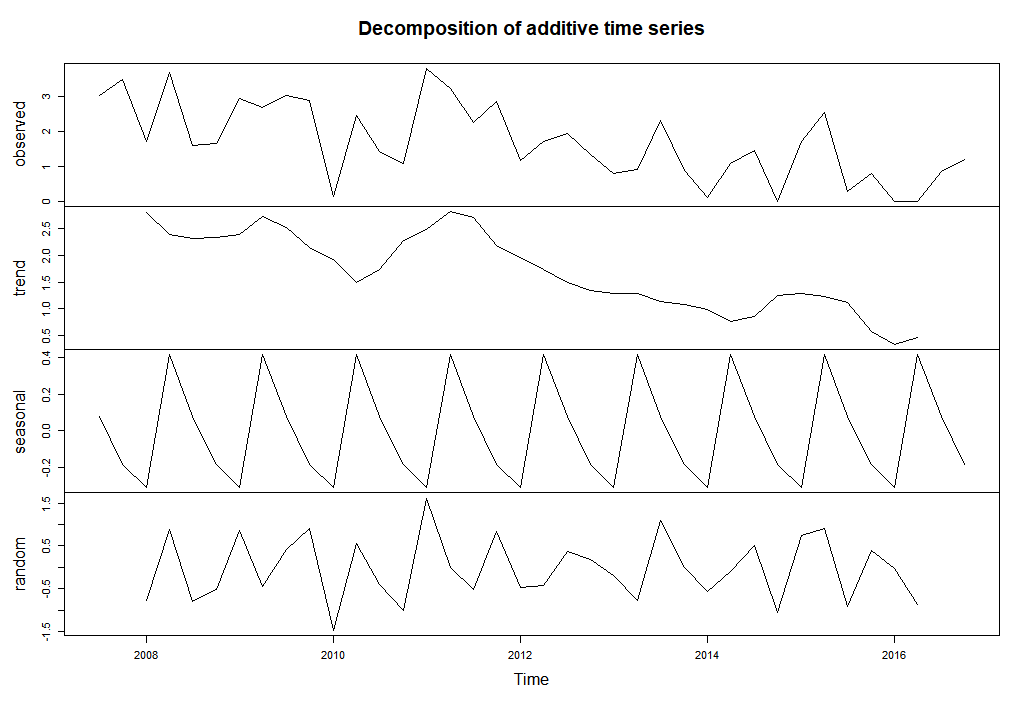 Decomposition of additive time series
observed
0 1 2 3
trend
0.5 1.0 1.5 2.0 2.5
seasonal
-0.2 0.0 0.2 0.4
random
-1.5 -0.5 0.5 1.5
2008 2010 2012 2014 2016
Time